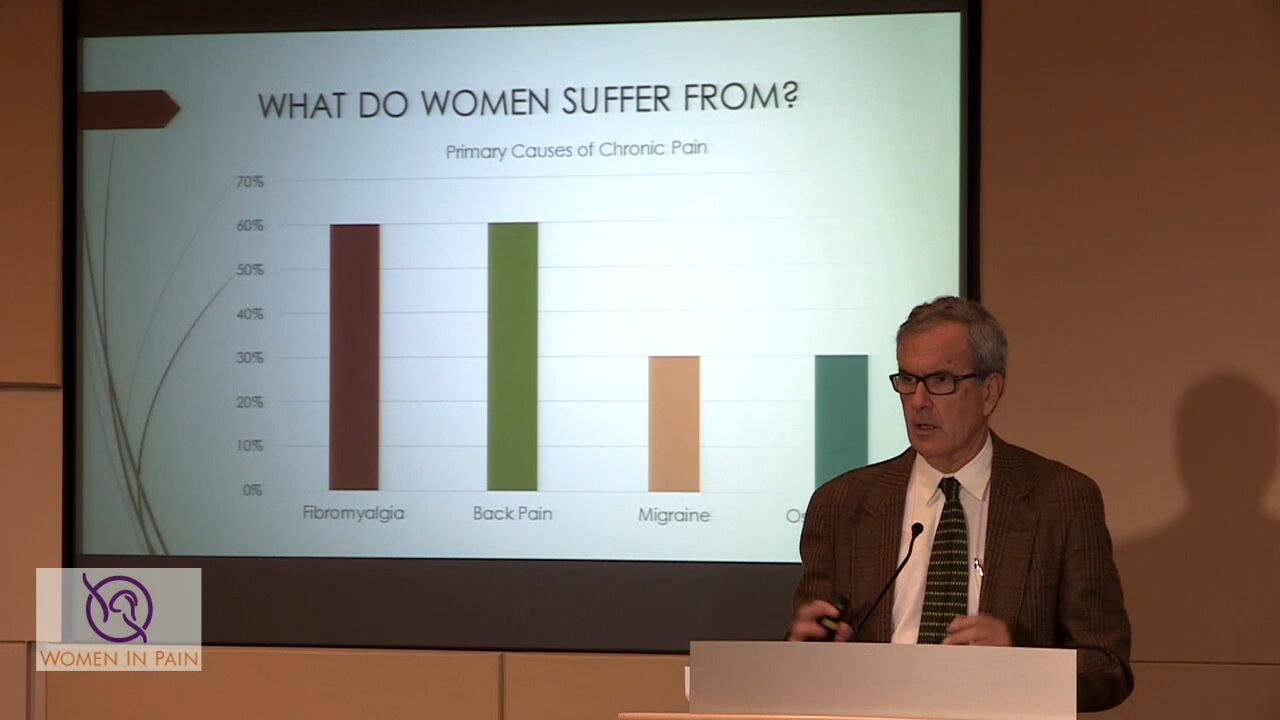 WHAT DO WOMEN SUFFER FROM?
Primary Causes of Chronic Pain
70%
60%
50%
40%
30%
20%
10%
0%
Fibromyalgia
Back Pain
Migraine
Os
WOMEN IN PAIN